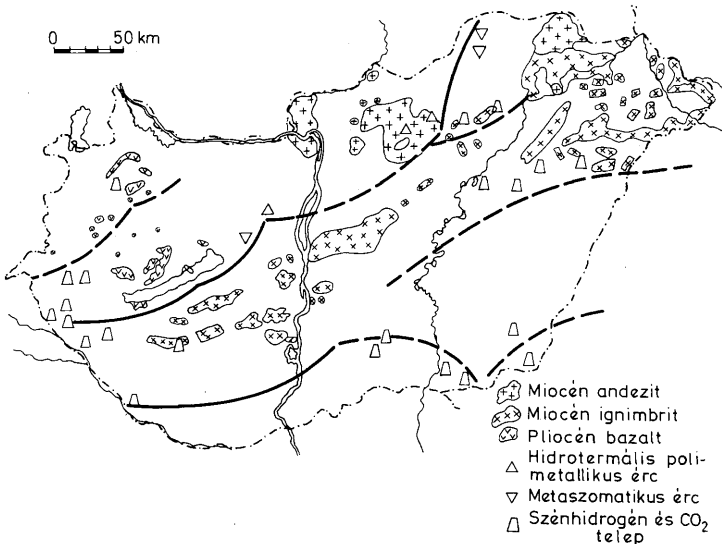 0 50 km
Miocén andezit
Miocén ignimbrit
Pliocén bazalt
Hidrotermális poli-
metallikus érc
Metaszomatikus érc
Szénhidrogén és CO₂
telep